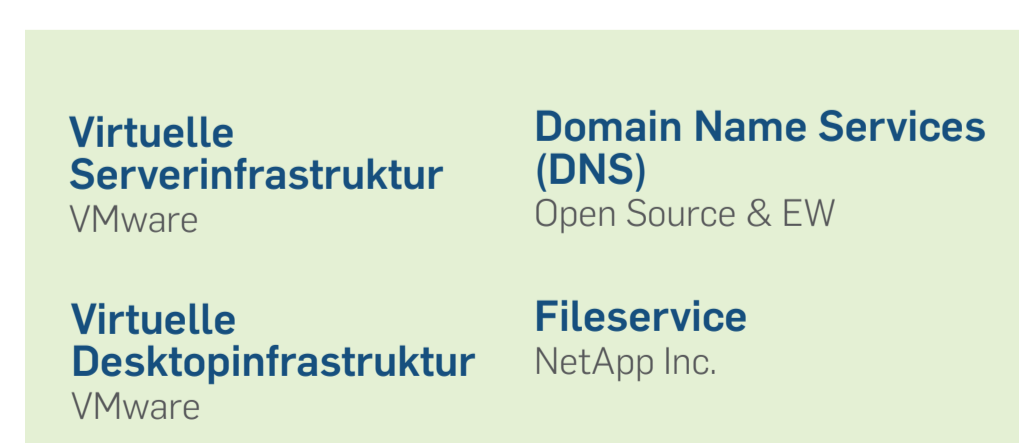 Virtuelle
Serverinfrastruktur
VMware
Domain Name Services
(DNS)
Open Source & EW
Virtuelle
Desktopinfrastruktur
VMware
Fileservice
NetApp Inc.